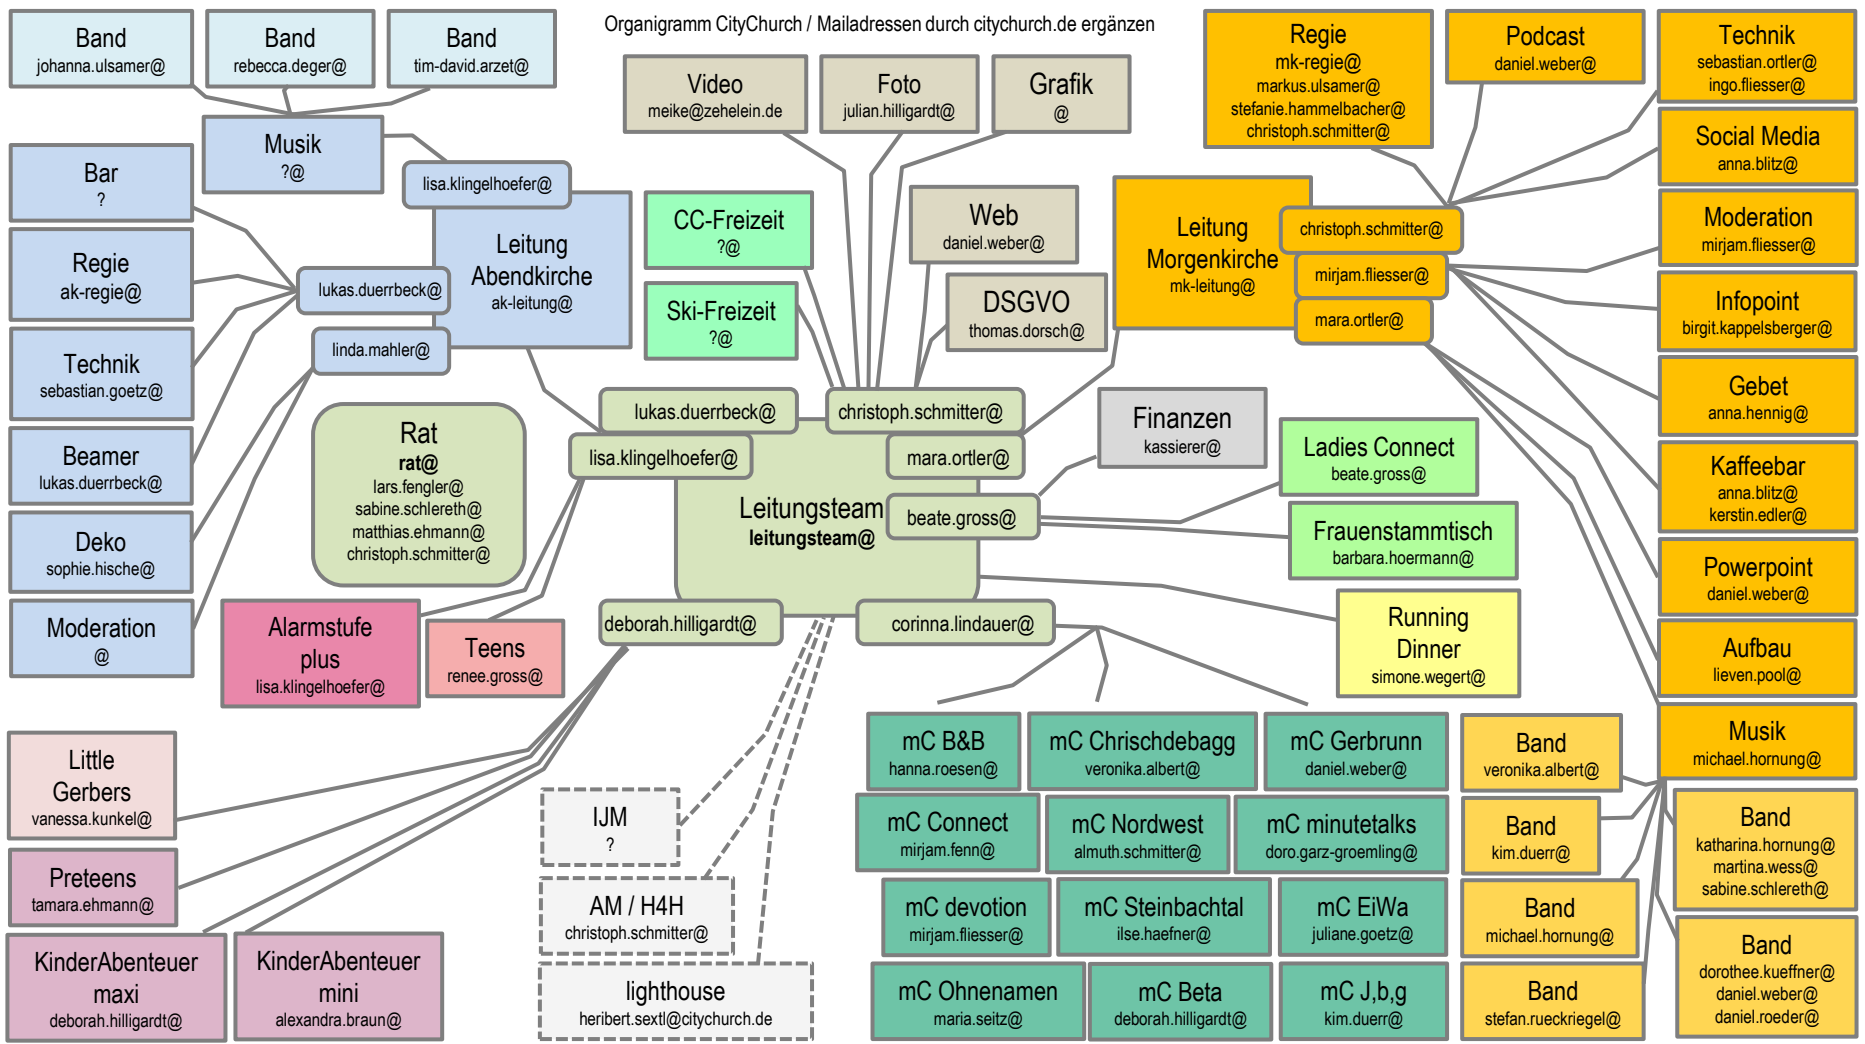 Organigramm CityChurch / Mailadressen durch citychurch.de ergänzen
Band
johanna.ulsamer@
Band
rebecca.deger@
Band
tim-david.arzet@
Musik
?@
Bar
?
Regie
ak-regie@
Technik
sebastian.goetz@
Beamer
lukas.duerrbeck@
Deko
sophie.hische@
Moderation
@
lisa.klingelhoefer@
Leitung
Abendkirche
ak-leitung@
lukas.duerrbeck@
linda.mahler@
Video
meike@zehelein.de
Foto
julian.hilligardt@
Grafik
@
CC-Freizeit
?@
Ski-Freizeit
?@
Web
daniel.weber@
DSGVO
thomas.dorsch@
Regie
mk-regie@
markus.ulsamer@
stefanie.hammelbacher@
christoph.schmitter@
Podcast
daniel.weber@
Technik
sebastian.ortler@
ingo.fliesser@
Social Media
anna.blitz@
Moderation
mirjam.fliesser@
Infopoint
birgit.kappelsberger@
Gebet
anna.hennig@
Kaffeebar
anna.blitz@
kerstin.edler@
Powerpoint
daniel.weber@
Aufbau
lieven.pool@
Musik
michael.hornung@
Leitung
Morgenkirche
mk-leitung@
christoph.schmitter@
mirjam.fliesser@
mara.ortler@
Rat
rat@
lars.fengler@
sabine.schlereth@
matthias.ehmann@
christoph.schmitter@
lukas.duerrbeck@
lisa.klingelhoefer@
christoph.schmitter@
mara.ortler@
Leitungsteam
leitungsteam@
beate.gross@
deborah.hilligardt@
corinna.lindauer@
Finanzen
kassierer@
Ladies Connect
beate.gross@
Frauenstammtisch
barbara.hoermann@
Running
Dinner
simone.wegert@
Alarmstufe
plus
lisa.klingelhoefer@
Teens
renee.gross@
Little
Gerbers
vanessa.kunkel@
Preteens
tamara.ehmann@
KinderAbenteuer
maxi
deborah.hilligardt@
KinderAbenteuer
mini
alexandra.braun@
IJM
?
AM / H4H
christoph.schmitter@
lighthouse
heribert.sextl@citychurch.de
mC B&B
hanna.roesen@
mC Chrischdebagg
veronika.albert@
mC Gerbrunn
daniel.weber@
mC Connect
mirjam.fenn@
mC Nordwest
almuth.schmitter@
mC minutetalks
doro.garz-groemling@
mC devotion
mirjam.fliesser@
mC Steinbachtal
ilse.haefner@
mC EiWa
juliane.goetz@
mC Ohnenamen
maria.seitz@
mC Beta
deborah.hilligardt@
mC J,b,g
kim.duerr@
Band
veronika.albert@
Band
kim.duerr@
Band
michael.hornung@
Band
stefan.rueckriegel@
Band
katharina.hornung@
martina.wess@
sabine.schlereth@
Band
dorothee.kueffner@
daniel.weber@
daniel.roeder@